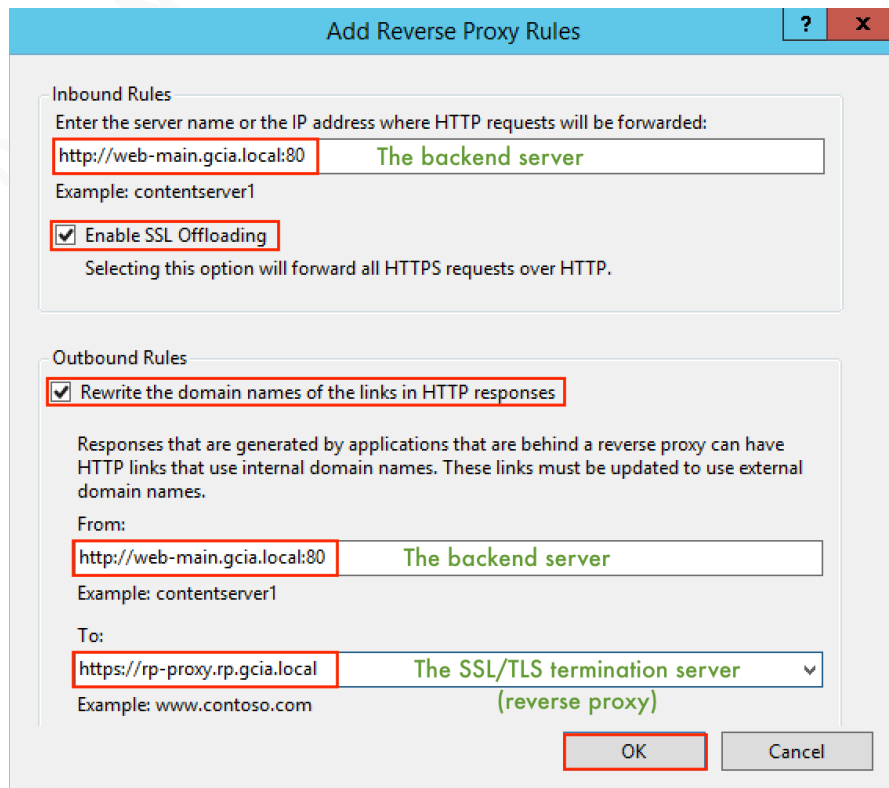 Add Reverse Proxy Rules
? x
Inbound Rules
Enter the server name or the IP address where HTTP requests will be forwarded:
http://web-main.gcia.local:80 The backend server
Example: contentserver1
Enable SSL Offloading
Selecting this option will forward all HTTPS requests over HTTP.
Outbound Rules
Rewrite the domain names of the links in HTTP responses
Responses that are generated by applications that are behind a reverse proxy can have
HTTP links that use internal domain names. These links must be updated to use external
domain names.
From:
http://web-main.gcia.local:80 The backend server
Example: contentserver1
To:
https://rp-proxy.rp.gcia.local The SSL/TLS termination server
(reverse proxy)
Example: www.contoso.com
OK Cancel